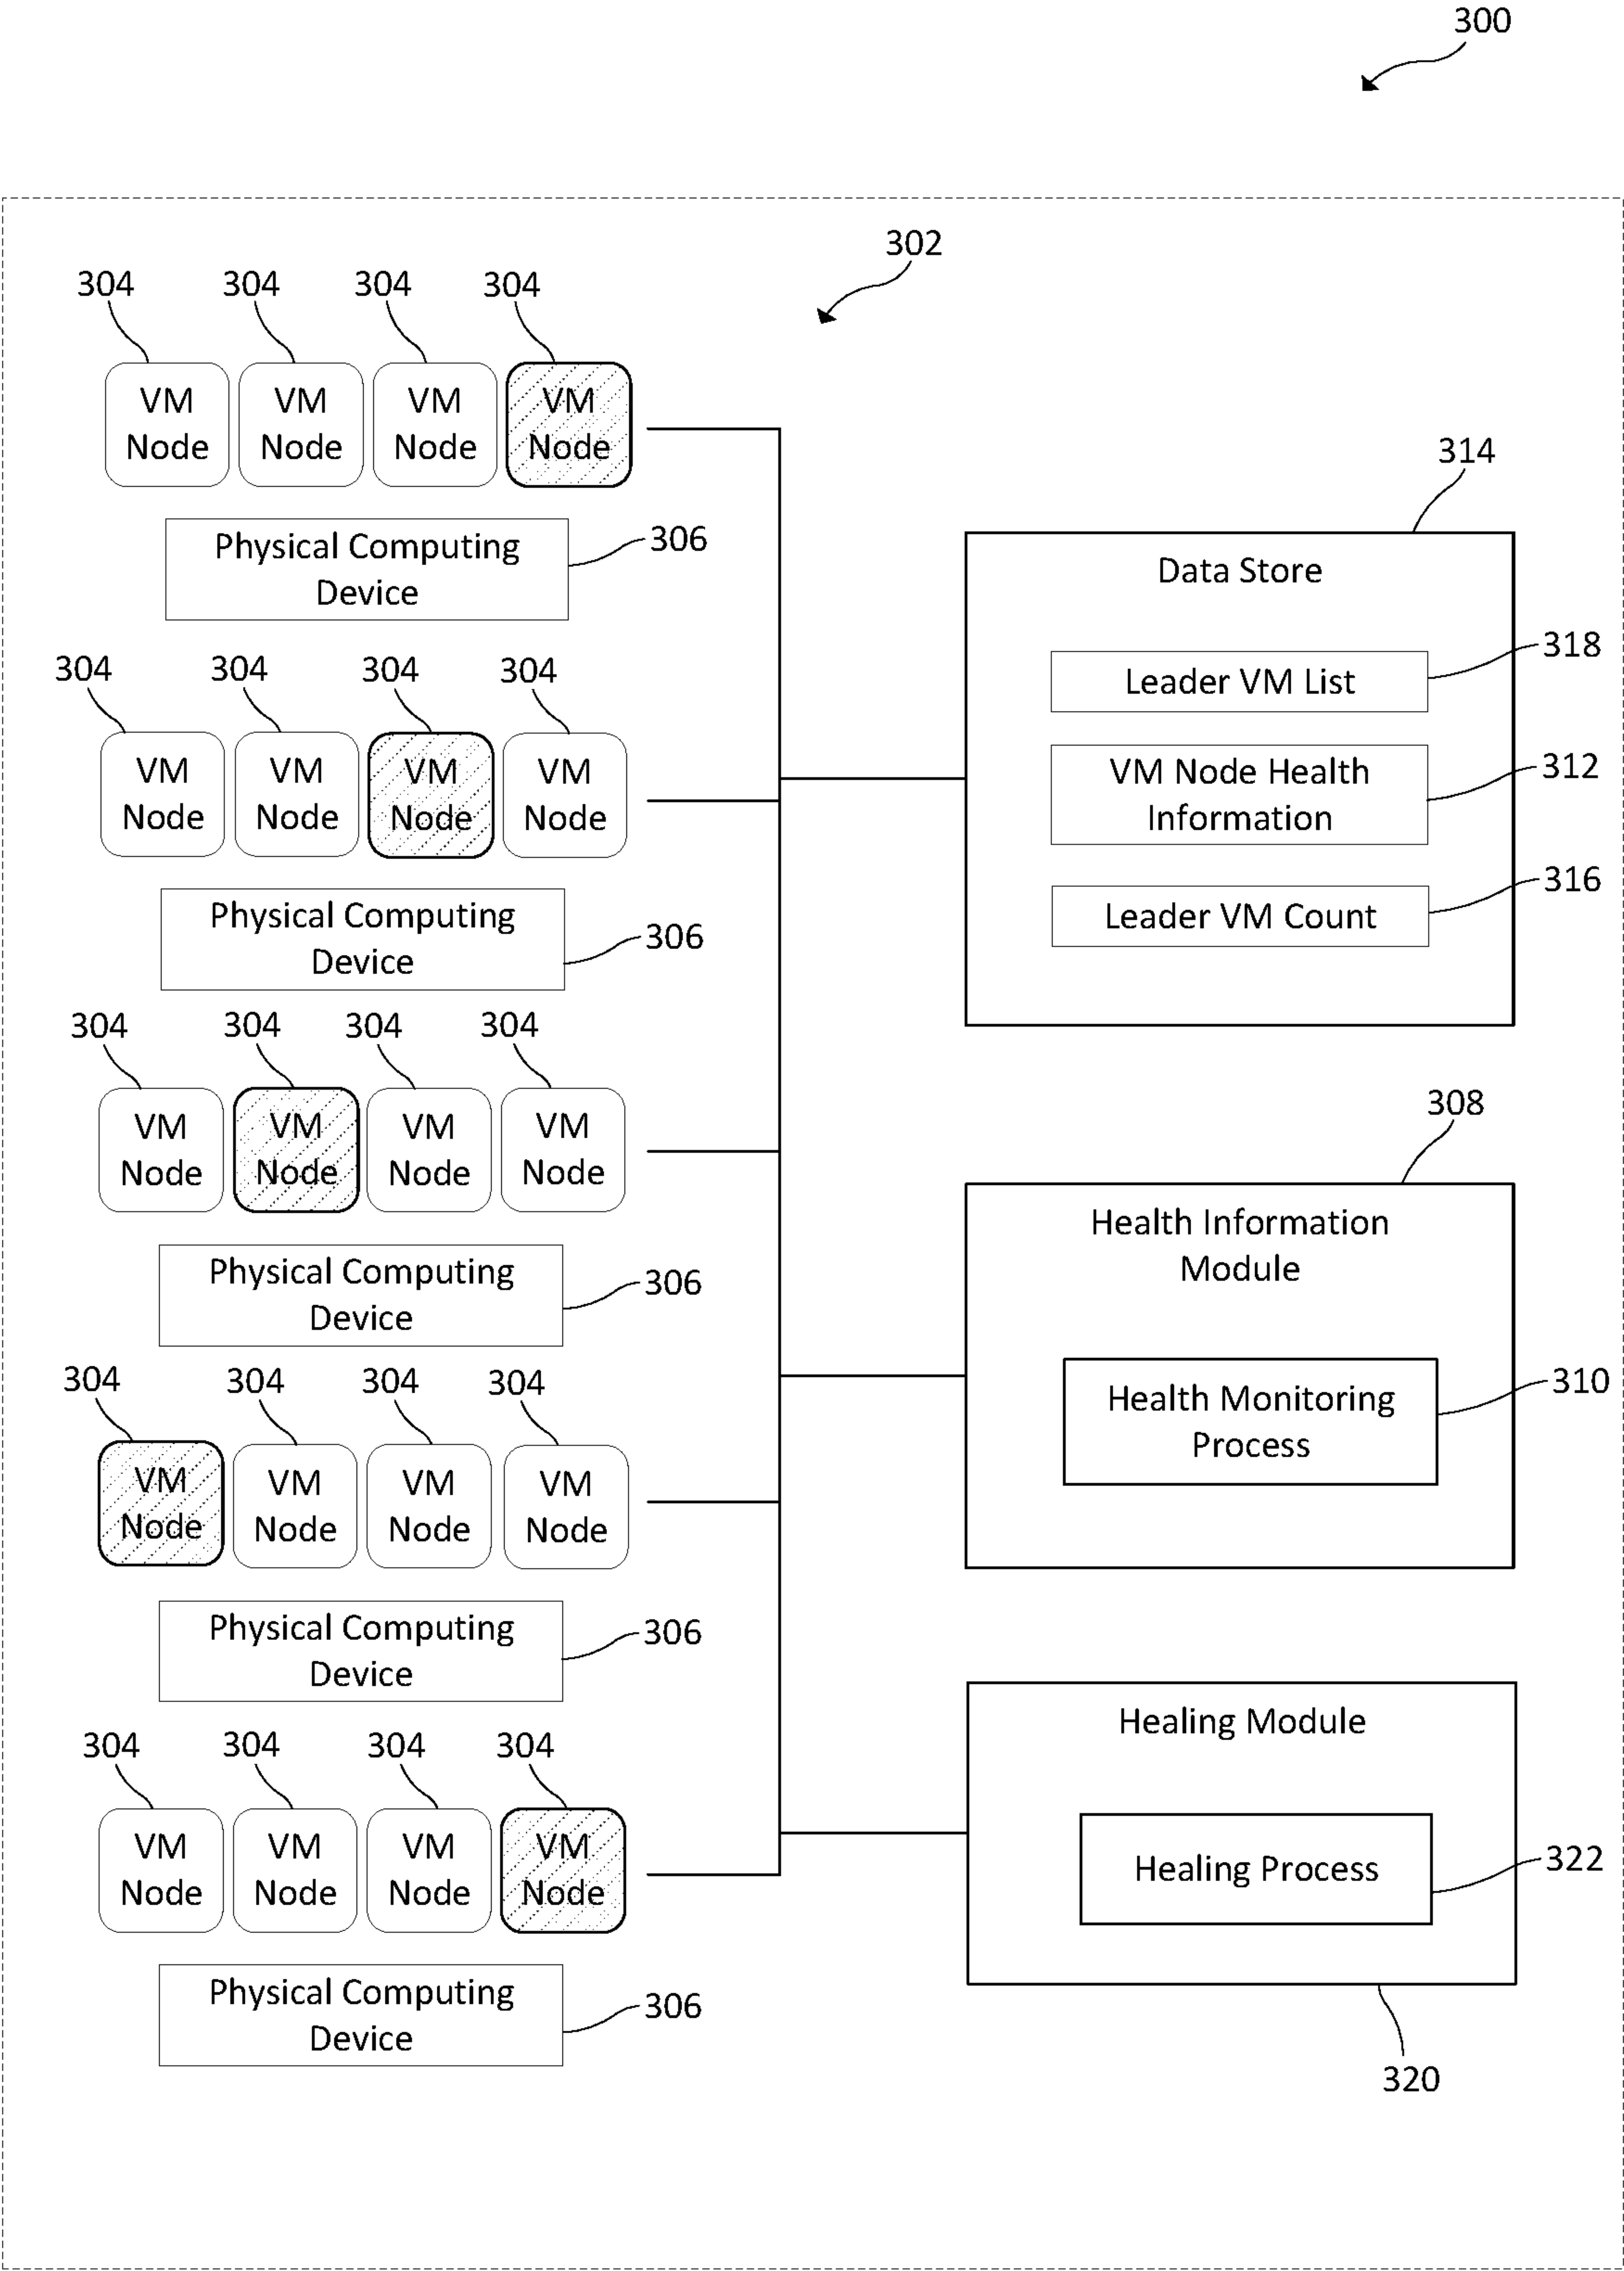 300
302
304 304 304 304
VM VM VM VM
Node Node Node Node
Physical Computing
Device
306
304 304 304 304
VM VM VM VM
Node Node Node Node
Physical Computing
Device
306
304 304 304 304
VM VM VM VM
Node Node Node Node
Physical Computing
Device
306
304 304 304 304
VM VM VM VM
Node Node Node Node
Physical Computing
Device
306
304 304 304 304
VM VM VM VM
Node Node Node Node
Physical Computing
Device
306
314
Data Store
Leader VM List
318
VM Node Health
Information
312
Leader VM Count
316
308
Health Information
Module
Health Monitoring
Process
310
Healing Module
Healing Process
322
320